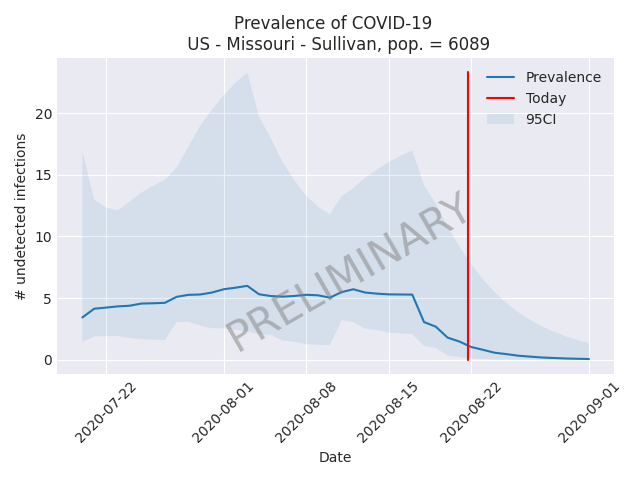 Prevalence of COVID-19
US - Missouri - Sullivan, pop. = 6089
# undetected infections
20
15
10
5
0
Prevalence
Today
95CI
PRELIMINARY
2020-07-22
2020-08-01
2020-08-08
2020-08-15
2020-08-22
2020-09-01
Date